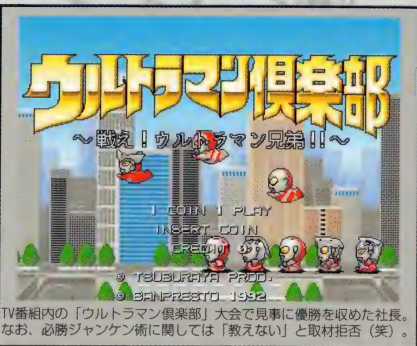 ウルトラマン倶楽部
〜戦え！ウルトラマン兄弟！！〜
1 COIN 1 PLAY
INSERT COIN
CREDIT 0
© TSUBURAYA PROD.
© BANPRESTO 1992
TV番組内の「ウルトラマン倶楽部」大会で見事に優勝を収めた社長。
なお、必勝ジャンケン術に関しては「教えない」と取材拒否（笑）。